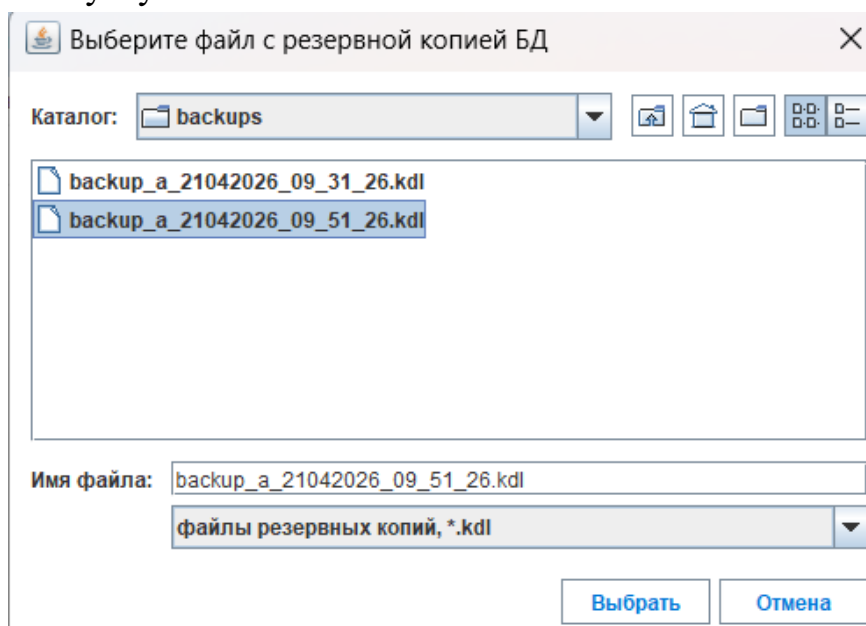 Выберите файл с резервной копией БД
Каталог: backups
backup_a_21042026_09_31_26.kdl
backup_a_21042026_09_51_26.kdl
Имя файла: backup_a_21042026_09_51_26.kdl
файлы резервных копий, *.kdl
Выбрать Отмена